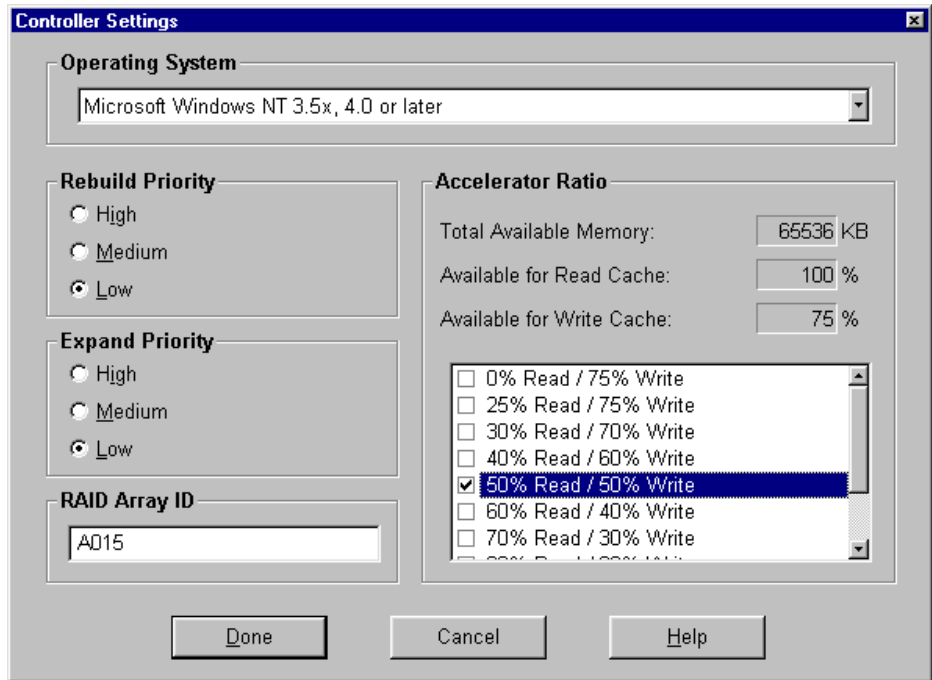 Controller Settings
Operating System
Microsoft Windows NT 3.5x, 4.0 or later
Rebuild Priority
High
Medium
Low
Expand Priority
High
Medium
Low
RAID Array ID
A015
Accelerator Ratio
Total Available Memory: 65536 KB
Available for Read Cache: 100 %
Available for Write Cache: 75 %
0% Read / 75% Write
25% Read / 75% Write
30% Read / 70% Write
40% Read / 60% Write
50% Read / 50% Write
60% Read / 40% Write
70% Read / 30% Write
Done Cancel Help